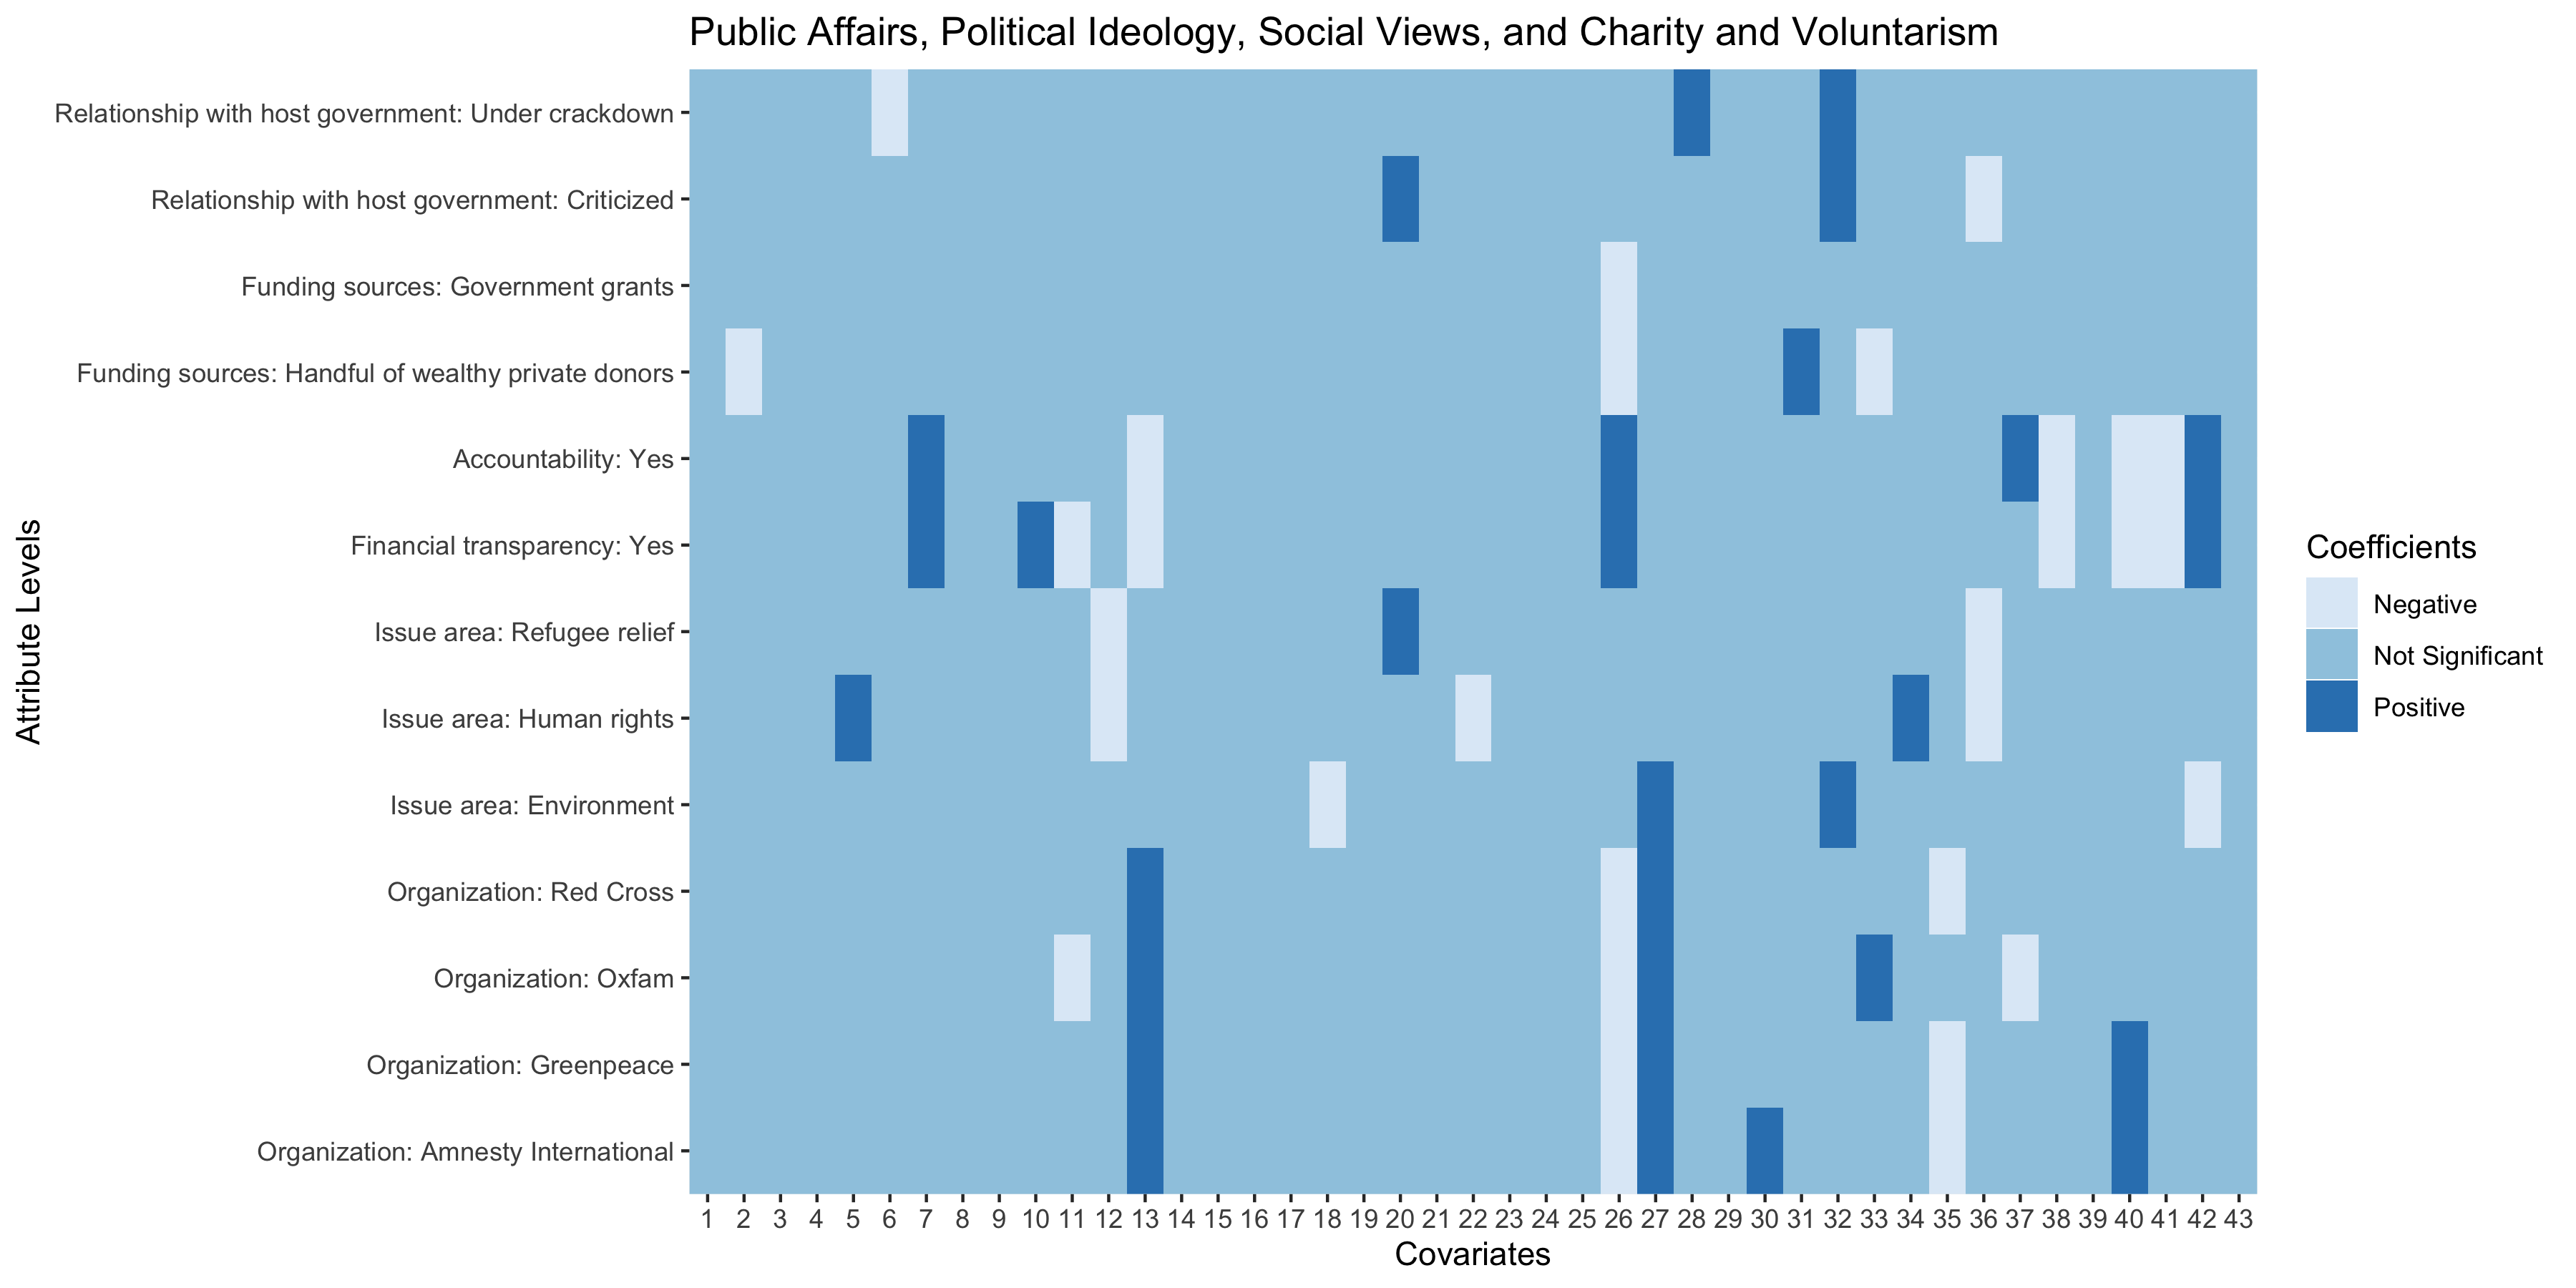 Public Affairs, Political Ideology, Social Views, and Charity and Voluntarism
Relationship with host government: Under crackdown
Relationship with host government: Criticized
Funding sources: Government grants
Funding sources: Handful of wealthy private donors
Accountability: Yes
Financial transparency: Yes
Issue area: Refugee relief
Issue area: Human rights
Issue area: Environment
Organization: Red Cross
Organization: Oxfam
Organization: Greenpeace
Organization: Amnesty International
Attribute Levels
1 2 3 4 5 6 7 8 9 10 11 12 13 14 15 16 17 18 19 20 21 22 23 24 25 26 27 28 29 30 31 32 33 34 35 36 37 38 39 40 41 42 43
Covariates
Coefficients
Negative
Not Significant
Positive